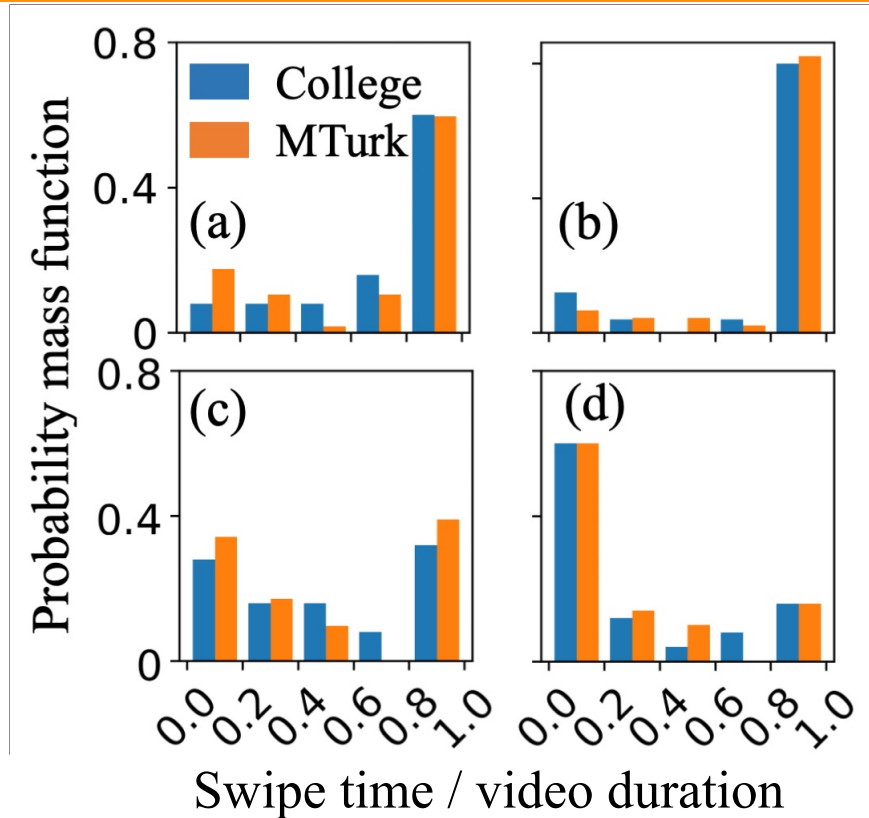 Probability mass function
0.8
0.4
0
College
MTurk
(a)
(b)
0.8
0.4
0
(c)
(d)
0.0 0.2 0.4 0.6 0.8 1.0
0.0 0.2 0.4 0.6 0.8 1.0
Swipe time / video duration